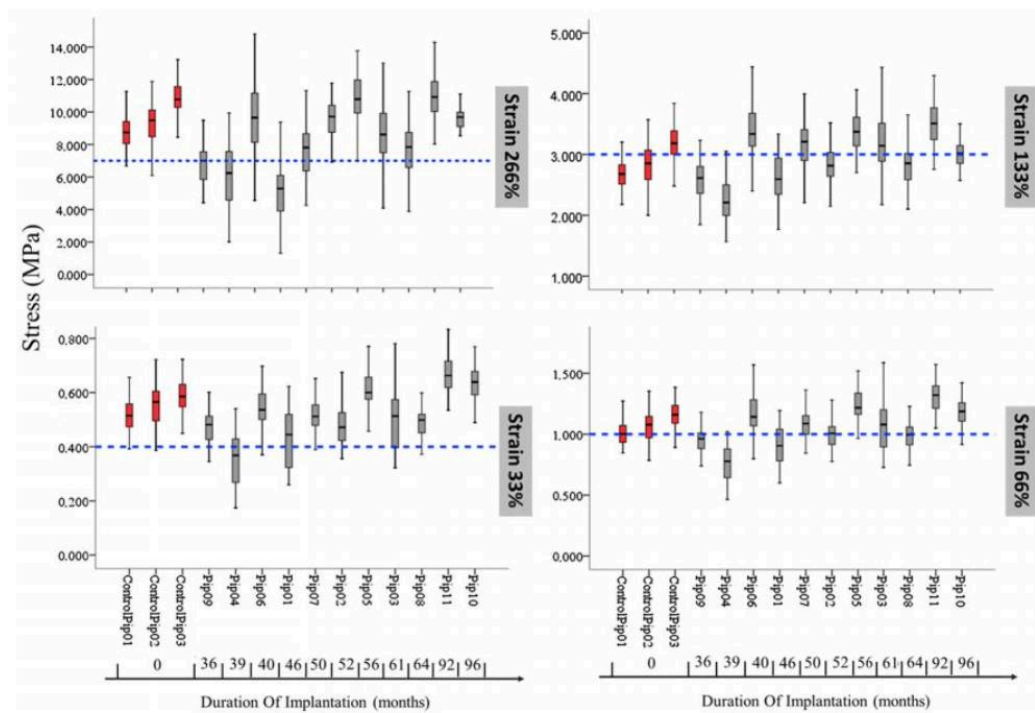 Stress (MPa)
14,000
12,000
10,000
8,000
6,000
4,000
2,000
0.000
Strain 266%
5,000
4,000
3,000
2,000
1,000
Strain 133%
0.800
0.600
0.400
0.200
0.000
Strain 33%
1,500
1.000
0.500
0.000
Strain 66%
ControlPip01
ControlPip02
ControlPip03
Pip09
Pip04
Pip06
Pip01
Pip07
Pip02
Pip05
Pip03
Pip08
Pip11
Pip10
0 36 39 40 46 50 52 56 61 64 92 96
Duration Of Implantation (months)
ControlPip01
ControlPip02
ControlPip03
Pip09
Pip04
Pip06
Pip01
Pip07
Pip02
Pip05
Pip03
Pip08
Pip11
Pip10
0 36 39 40 46 50 52 56 61 64 92 96
Duration Of Implantation (months)